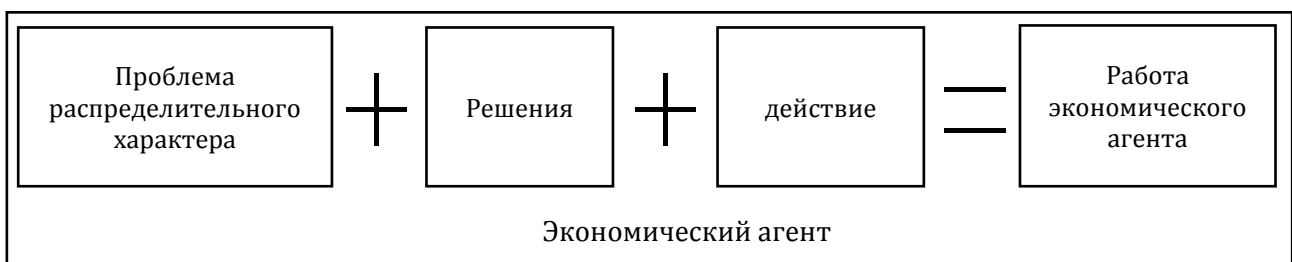 Проблема
распределительного
характера
Решения
действие
Работа
экономического
агента
Экономический агент